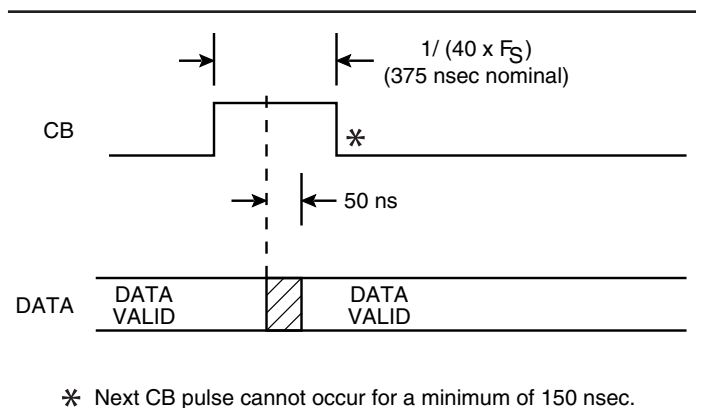 1/ (40 x FS)
(375 nsec nominal)
CB
*
50 ns
DATA
DATA
VALID
DATA
VALID
* Next CB pulse cannot occur for a minimum of 150 nsec.